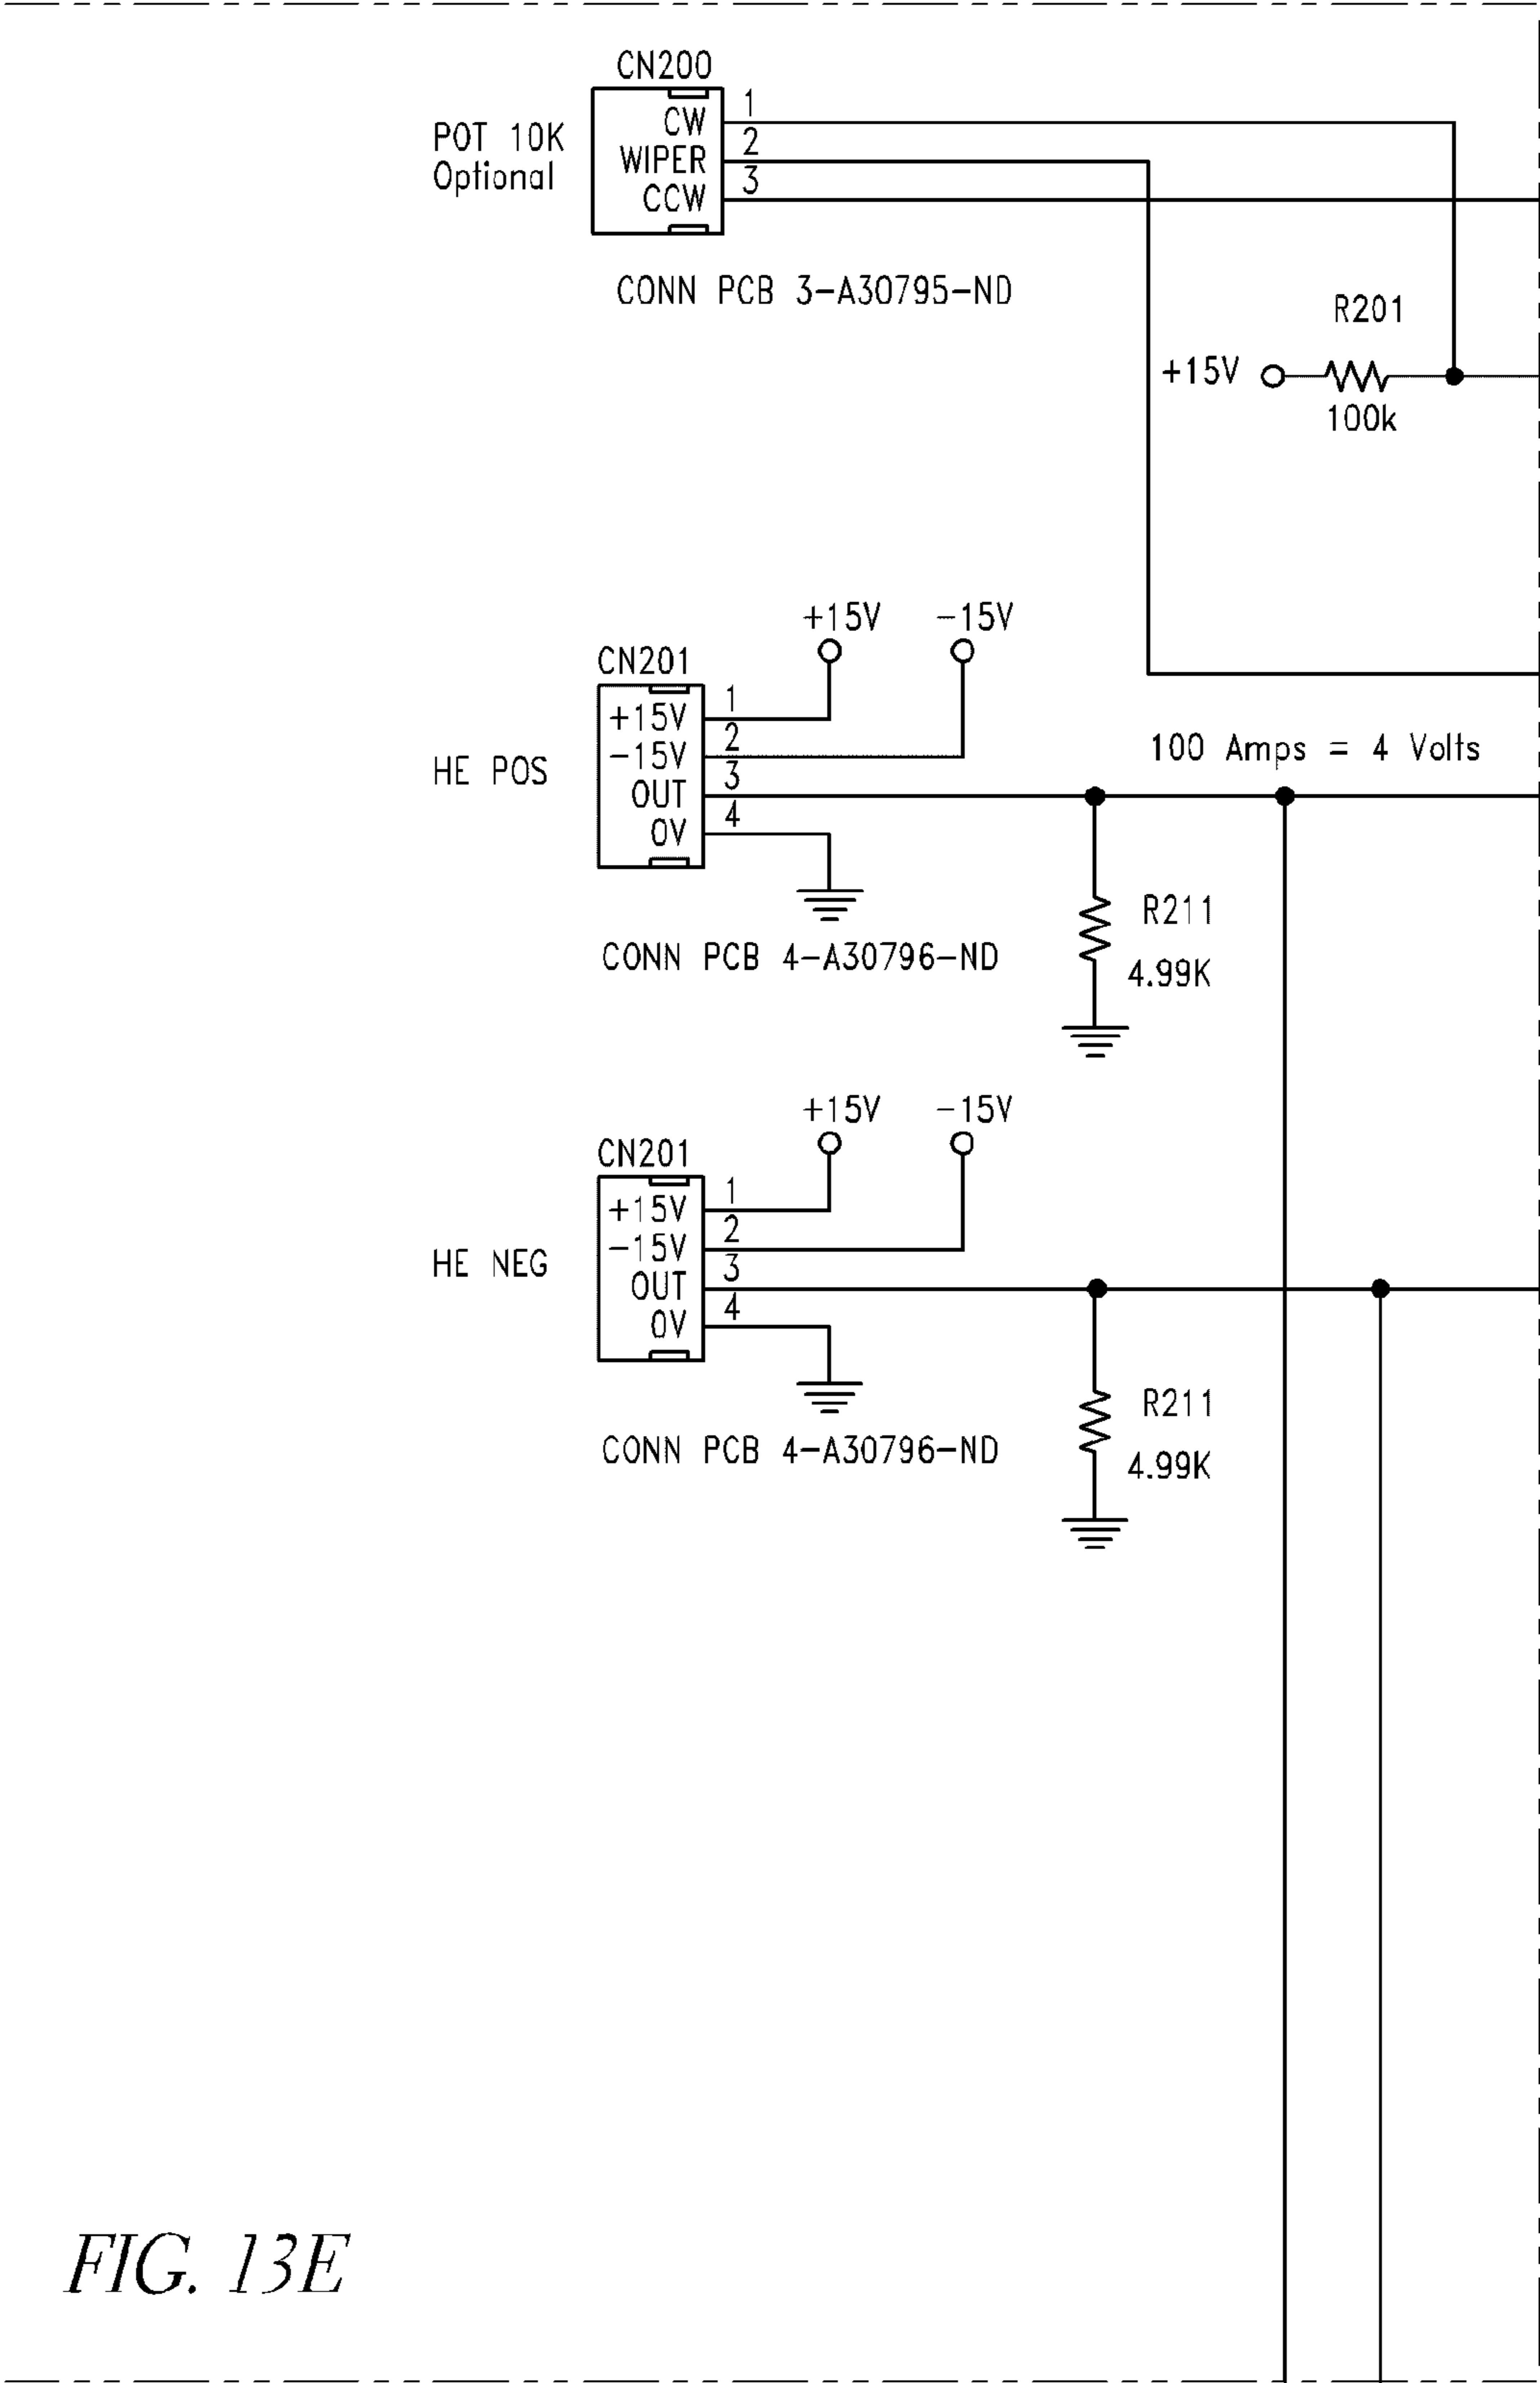 CN200
POT 10K
Optional
CW 1
WIPER 2
CCW 3
CONN PCB 3-A30795-ND
R201
+15V
100k
+15V -15V
CN201
HE POS
+15V 1
-15V 2
OUT 3
0V 4
100 Amps = 4 Volts
R211
4.99K
CONN PCB 4-A30796-ND
+15V -15V
CN201
HE NEG
+15V 1
-15V 2
OUT 3
0V 4
R211
4.99K
CONN PCB 4-A30796-ND
FIG. 13E